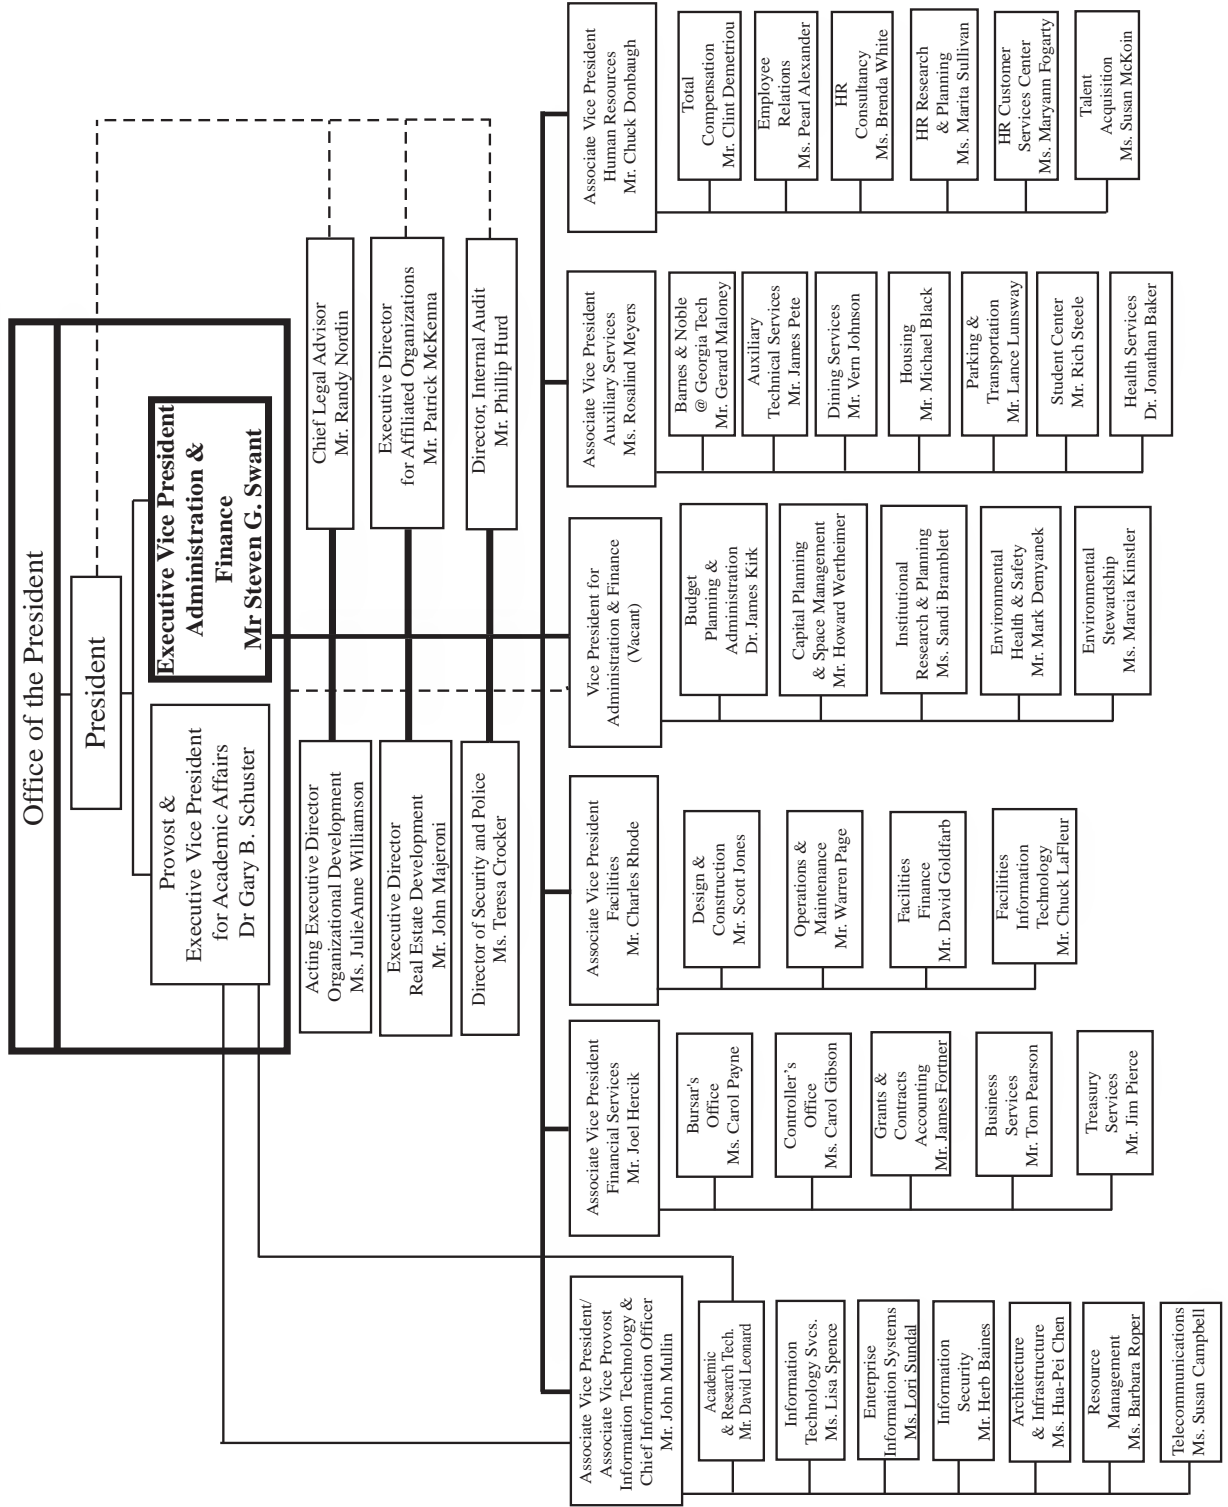 Office of the President
President
Provost &
Executive Vice President
for Academic Affairs
Dr Gary B. Schuster
Executive Vice President
Administration &
Finance
Mr Steven G. Swant
Acting Executive Director
Organizational Development
Ms. JulieAnne Williamson
Executive Director
Real Estate Development
Mr. John Majeroni
Director of Security and Police
Ms. Teresa Crocker
Chief Legal Advisor
Mr. Randy Nordin
Executive Director
for Affiliated Organizations
Mr. Patrick McKenna
Director, Internal Audit
Mr. Phillip Hurd
Associate Vice President/
Associate Vice Provost
Information Technology &
Chief Information Officer
Mr. John Mullin
Academic
& Research Tech.
Mr. David Leonard
Information
Technology Svcs.
Ms. Lisa Spence
Enterprise
Information Systems
Ms. Lori Sundal
Information
Security
Mr. Herb Baines
Architecture
& Infrastructure
Ms. Hua-Pei Chen
Resource
Management
Ms. Barbara Roper
Telecommunications
Ms. Susan Campbell
Associate Vice President
Financial Services
Mr. Joel Hercik
Bursar's
Office
Ms. Carol Payne
Controller’s
Office
Ms. Carol Gibson
Grants &
Contracts
Accounting
Mr. James Fortner
Business
Services
Mr. Tom Pearson
Treasury
Services
Mr. Jim Pierce
Associate Vice President
Facilities
Mr. Charles Rhode
Design &
Construction
Mr. Scott Jones
Operations &
Maintenance
Mr. Warren Page
Facilities
Finance
Mr. David Goldfarb
Facilities
Information
Technology
Mr. Chuck LaFleur
Vice President for
Administration & Finance
(Vacant)
Budget
Planning &
Administration
Dr. James Kirk
Capital Planning
& Space Management
Mr. Howard Wertheimer
Institutional
Research & Planning
Ms. Sandi Bramblett
Environmental
Health & Safety
Mr. Mark Demyanek
Environmental
Stewardship
Ms. Marcia Kinstler
Associate Vice President
Auxiliary Services
Ms. Rosalind Meyers
Barnes & Noble
@ Georgia Tech
Mr. Gerard Maloney
Auxiliary
Technical Services
Mr. James Pete
Dining Services
Mr. Vern Johnson
Housing
Mr. Michael Black
Parking &
Transportation
Mr. Lance Lunsway
Student Center
Mr. Rich Steele
Health Services
Dr. Jonathan Baker
Associate Vice President
Human Resources
Mr. Chuck Donbaugh
Total
Compensation
Mr. Clint Demetriou
Employee
Relations
Ms. Pearl Alexander
HR
Consultancy
Ms. Brenda White
HR Research
& Planning
Ms. Marita Sullivan
HR Customer
Services Center
Ms. Maryann Fogarty
Talent
Acquisition
Ms. Susan McKoin